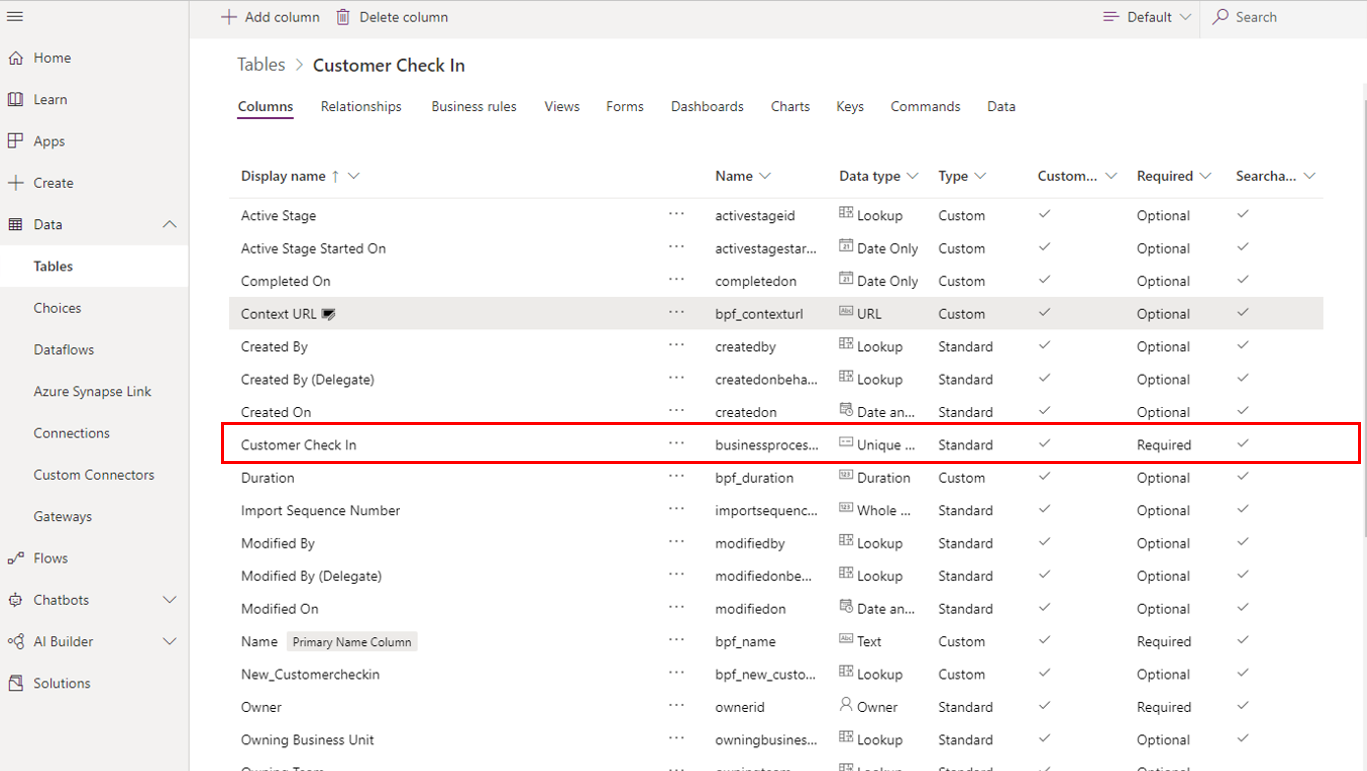 Add column Delete column Default Search
Home
Learn
Apps
Create
Data
Tables
Choices
Dataflows
Azure Synapse Link
Connections
Custom Connectors
Gateways
Flows
Chatbots
AI Builder
Solutions
Tables > Customer Check In
Columns Relationships Business rules Views Forms Dashboards Charts Keys Commands Data
Display name ↑ Name Data type Type Custom... Required Searcha...
Active Stage ... activestageid Lookup Custom Optional
Active Stage Started On ... activestagestar... Date Only Custom Optional
Completed On ... completedon Date Only Custom Optional
Context URL ... bpf_contexturl URL Custom Optional
Created By ... createdby Lookup Standard Optional
Created By (Delegate) ... createdonbeha... Lookup Standard Optional
Created On ... createdon Date an... Standard Optional
Customer Check In ... businessproces... Unique ... Standard Required
Duration ... bpf_duration Duration Custom Optional
Import Sequence Number ... importsequenc... Whole ... Standard Optional
Modified By ... modifiedby Lookup Standard Optional
Modified By (Delegate) ... modifiedonbe... Lookup Standard Optional
Modified On ... modifiedon Date an... Standard Optional
Name Primary Name Column ... bpf_name Text Custom Required
New_Customercheckin ... bpf_new_custo... Lookup Custom Optional
Owner ... ownerid Owner Standard Required
Owning Business Unit ... owningbusines... Lookup Standard Optional
Owning Team ... owningteam Lookup Standard Optional